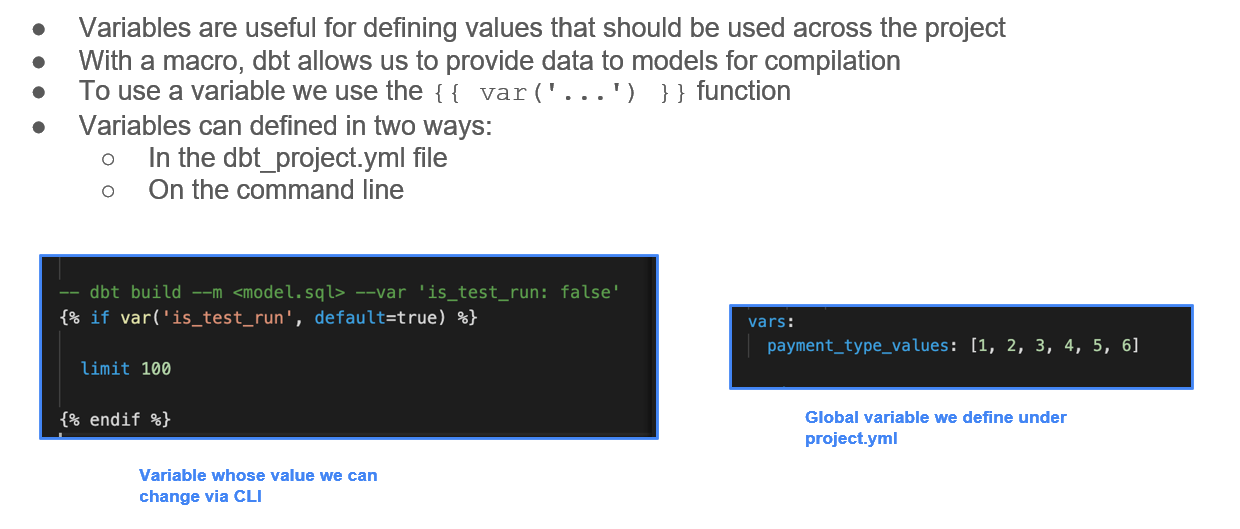 ● Variables are useful for defining values that should be used across the project
● With a macro, dbt allows us to provide data to models for compilation
● To use a variable we use the {{ var('...') }} function
● Variables can defined in two ways:
○ In the dbt_project.yml file
○ On the command line
-- dbt build --m <model.sql> --var 'is_test_run: false'
{% if var('is_test_run', default=true) %}
limit 100
{% endif %}
Variable whose value we can
change via CLI
vars:
payment_type_values: [1, 2, 3, 4, 5, 6]
Global variable we define under
project.yml